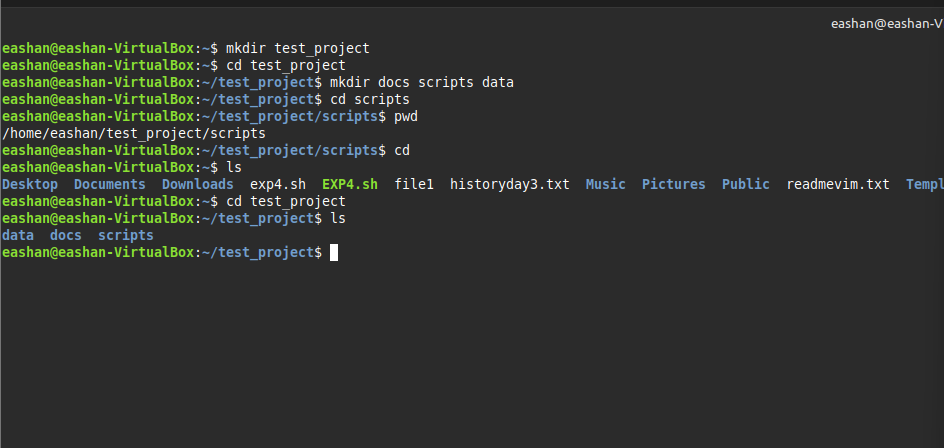 eashan@eashan-V
eashan@eashan-VirtualBox:~$ mkdir test_project
eashan@eashan-VirtualBox:~$ cd test_project
eashan@eashan-VirtualBox:~/test_project$ mkdir docs scripts data
eashan@eashan-VirtualBox:~/test_project$ cd scripts
eashan@eashan-VirtualBox:~/test_project/scripts$ pwd
/home/eashan/test_project/scripts
eashan@eashan-VirtualBox:~/test_project/scripts$ cd
eashan@eashan-VirtualBox:~$ ls
Desktop  Documents  Downloads  exp4.sh  EXP4.sh  file1  historyday3.txt  Music  Pictures  Public  readmevim.txt  Templ
eashan@eashan-VirtualBox:~$ cd test_project
eashan@eashan-VirtualBox:~/test_project$ ls
data  docs  scripts
eashan@eashan-VirtualBox:~/test_project$